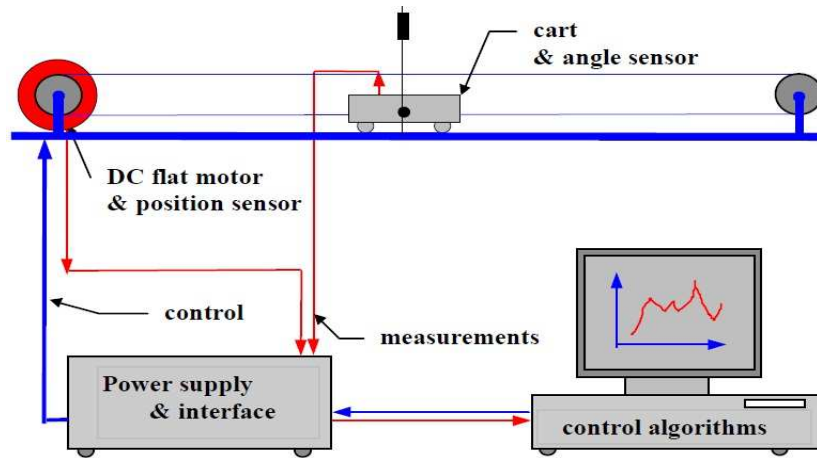 cart
& angle sensor
DC flat motor
& position sensor
control
measurements
Power supply
& interface
control algorithms